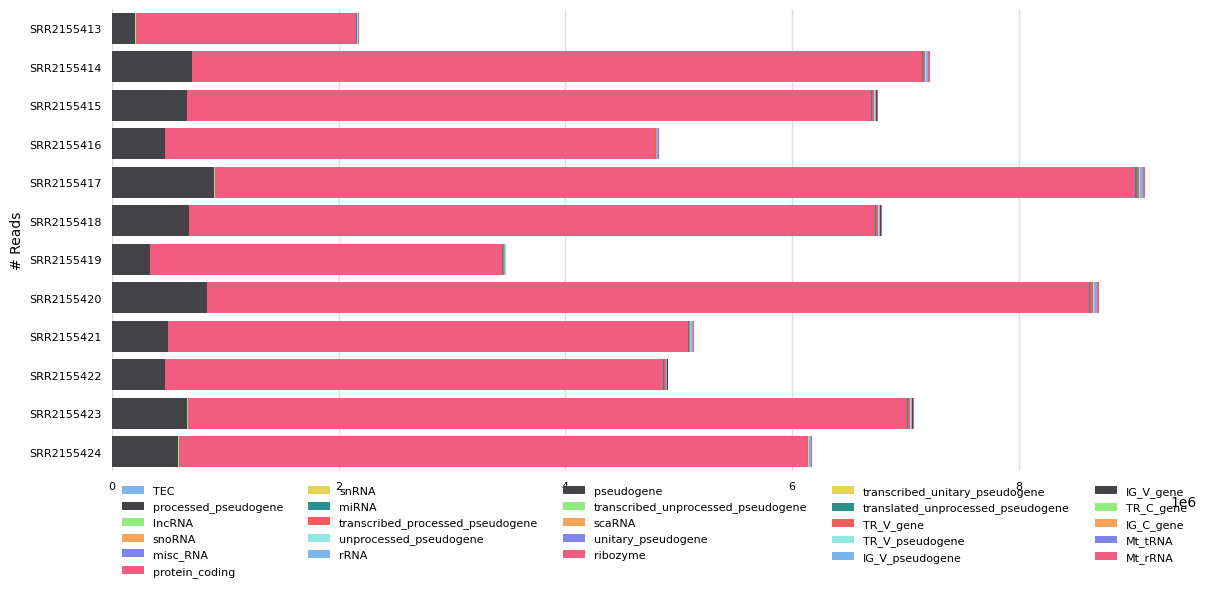 SRR2155413
SRR2155414
SRR2155415
SRR2155416
SRR2155417
SRR2155418
SRR2155419
SRR2155420
SRR2155421
SRR2155422
SRR2155423
SRR2155424
# Reads
0 2 4 6 8
1e6
TEC
processed_pseudogene
lncRNA
snoRNA
misc_RNA
protein_coding
snRNA
miRNA
transcribed_processed_pseudogene
unprocessed_pseudogene
rRNA
pseudogene
transcribed_unprocessed_pseudogene
scaRNA
unitary_pseudogene
ribozyme
transcribed_unitary_pseudogene
translated_unprocessed_pseudogene
TR_V_gene
TR_V_pseudogene
IG_V_pseudogene
IG_V_gene
TR_C_gene
IG_C_gene
Mt_tRNA
Mt_rRNA